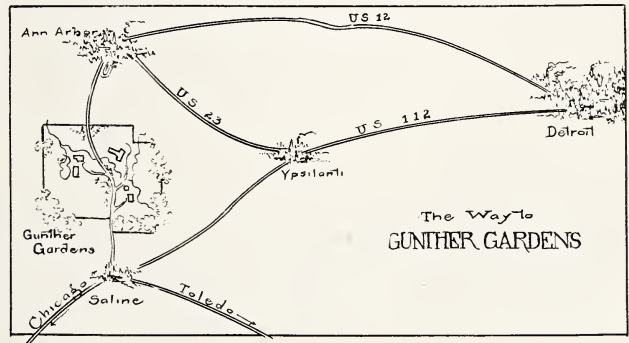 US 12
Ann Arbor
US 23
US 112
Detroit
Ypsilanti
The Way to
GUNTHER GARDENS
Gunther
Gardens
Saline
Chicago
Toledo